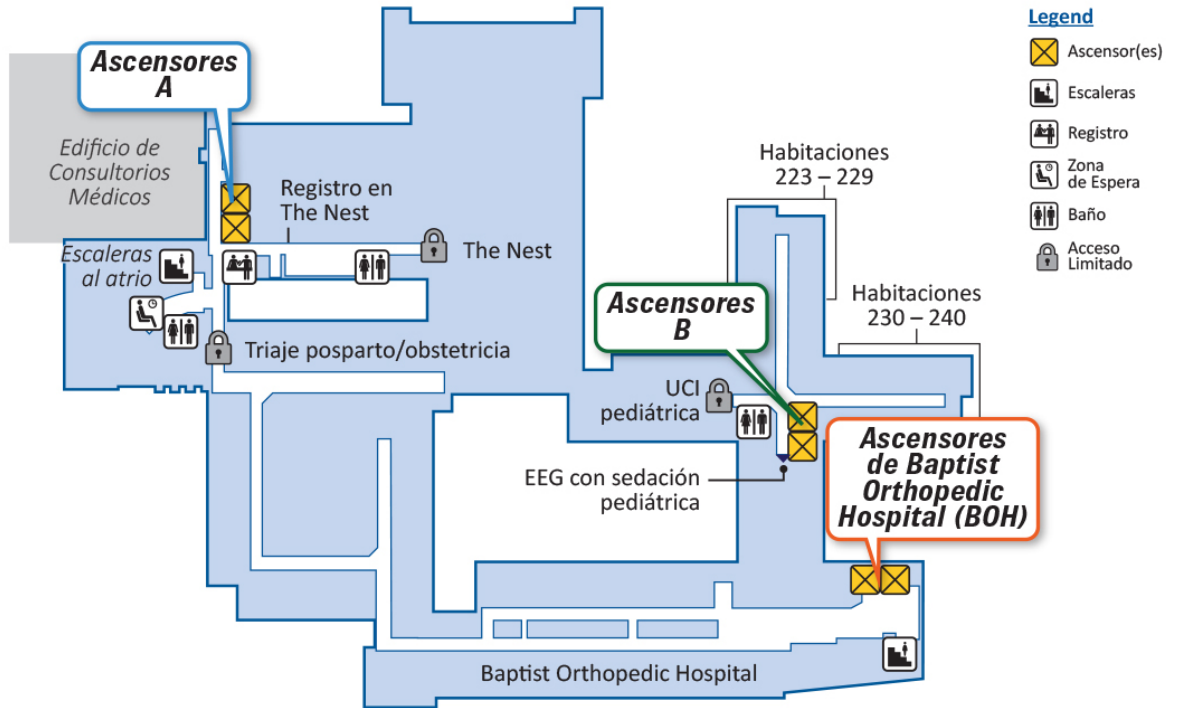 Legend
Ascensor(es)
Escaleras
Registro
Zona
de Espera
Baño
Acceso
Limitado
Ascensores
A
Edificio de
Consultorios
Médicos
Registro en
The Nest
The Nest
Escaleras
al atrio
Triaje posparto/obstetricia
Habitaciones
223 – 229
Habitaciones
230 – 240
Ascensores
B
UCI
pediátrica
EEG con sedación
pediátrica
Ascensores
de Baptist
Orthopedic
Hospital (BOH)
Baptist Orthopedic Hospital